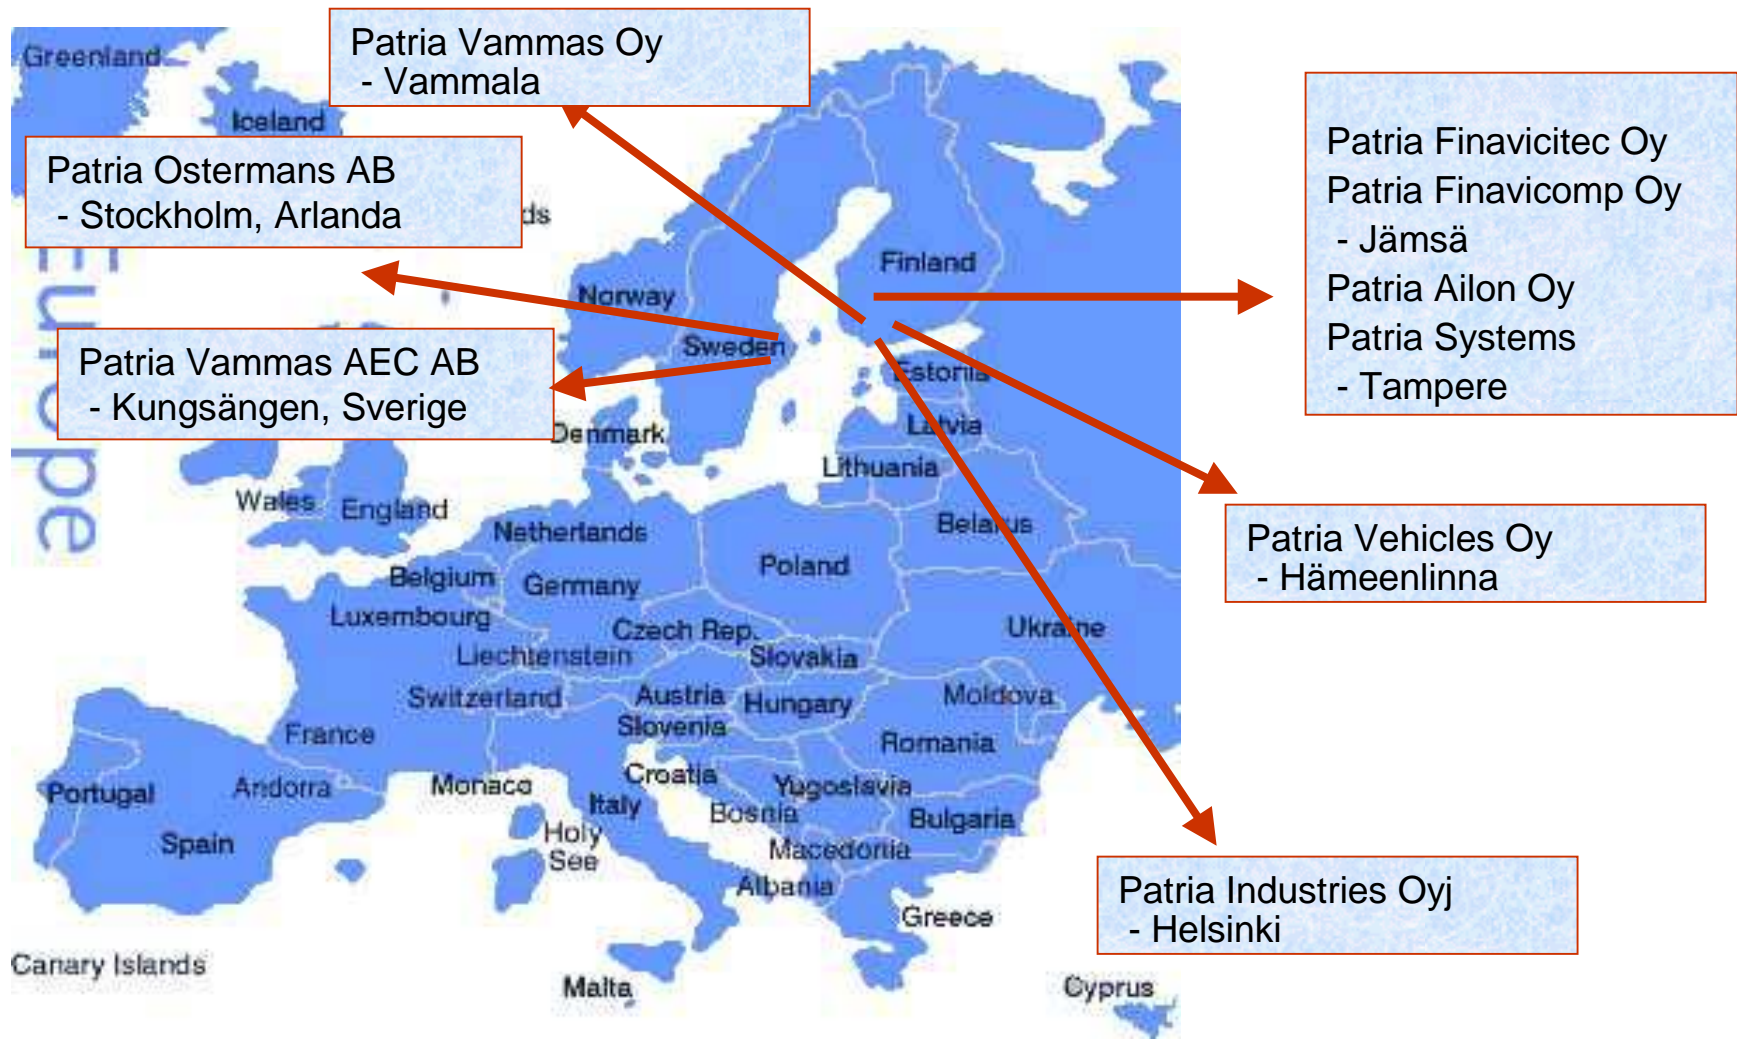 Patria Vammas Oy
- Vammala
Patria Ostermans AB
- Stockholm, Arlanda
Patria Vammas AEC AB
- Kungsängen, Sverige
Patria Finavicitec Oy
Patria Finavicomp Oy
- Jämsä
Patria Ailon Oy
Patria Systems
- Tampere
Patria Vehicles Oy
- Hämeenlinna
Patria Industries Oyj
- Helsinki
Europe
Greenland
Iceland
ds
Finland
Norway
Sweden
Estonia
Denmark
Latvia
Lithuania
Wales
England
Netherlands
Belarus
Belgium
Germany
Poland
Luxembourg
Czech Rep.
Ukraine
Liechtenstein
Slovakia
Switzerland
Austria
Hungary
Moldova
Slovenia
France
Romania
Portugal
Andorra
Monaco
Croatia
Yugoslavia
Italy
Bosnia
Bulgaria
Spain
Holy
See
Macedonia
Albania
Greece
Canary Islands
Malta
Cyprus